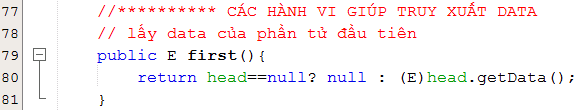 77 //********** CÁC HÀNH VI GIÚP TRUY XUẤT DATA
78 // lấy data của phần tử đầu tiên
79 public E first(){
80 return head==null? null : (E)head.getData();
81 }